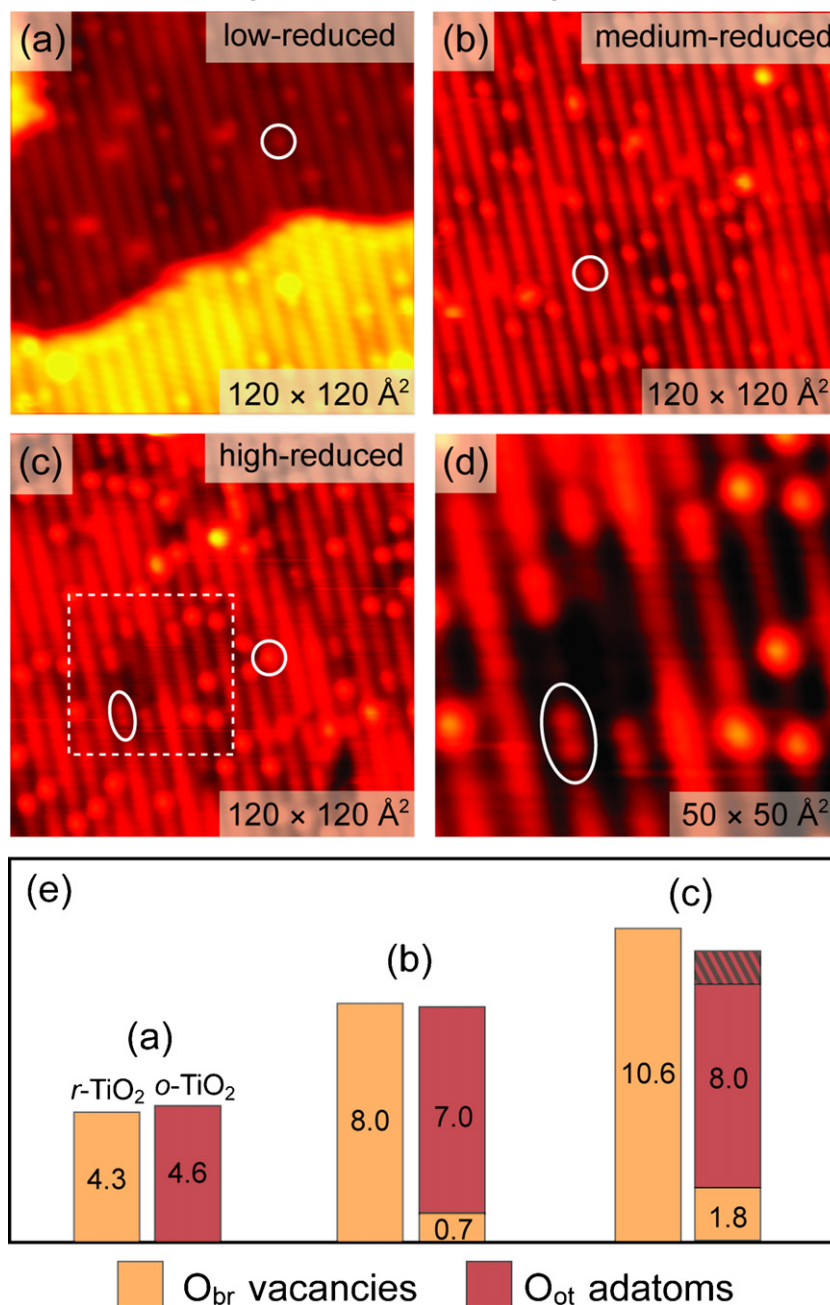 (a) low-reduced
(b) medium-reduced
120 × 120 Å²
120 × 120 Å²
(c) high-reduced
(d)
120 × 120 Å²
50 × 50 Å²
(e)
(c)
(b)
(a)
r-TiO₂ o-TiO₂
4.3 4.6
8.0 7.0
0.7
10.6 8.0
1.8
O_br vacancies O_ot adatoms